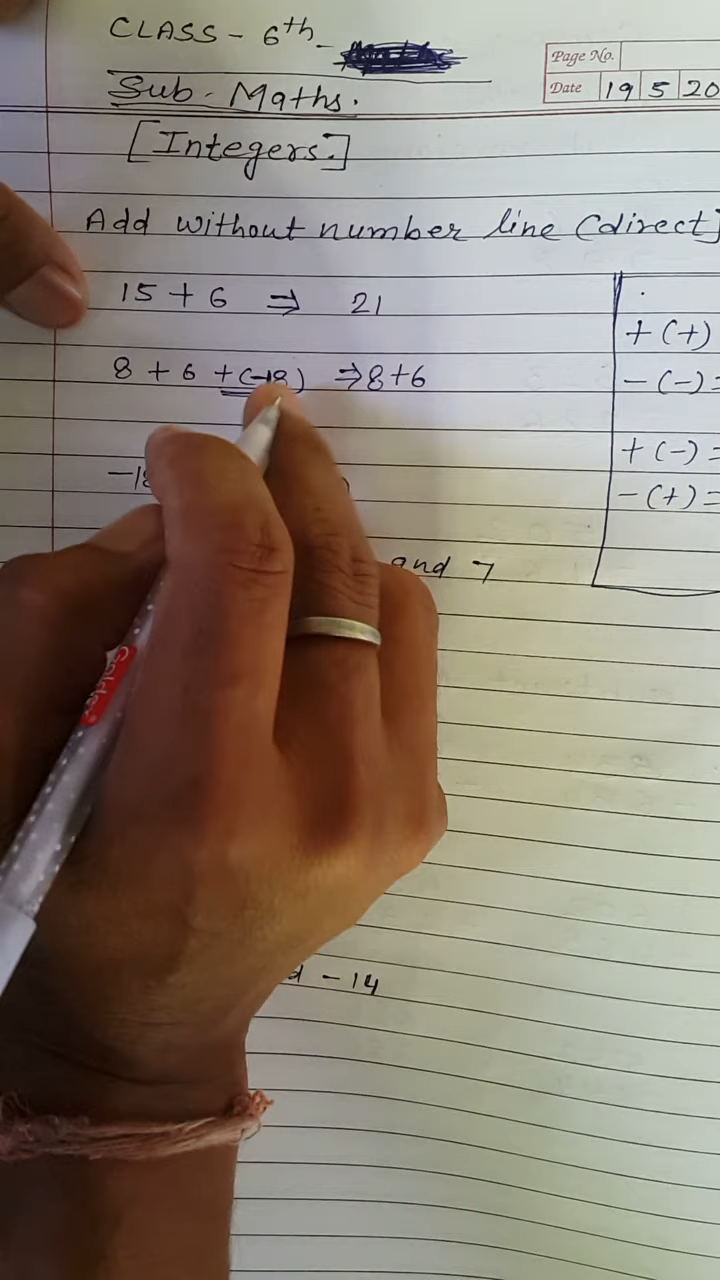 CLASS - 6th -
Page No.
Date 19 5 20
Sub. Maths.
[Integers.]
Add without number line (direct]
15 + 6 ⇒ 21
+ (+)
8 + 6 + (-18) ⇒ 8+6
- (-) =
+ (-) =
-18
- (+) =
and 7
- 14